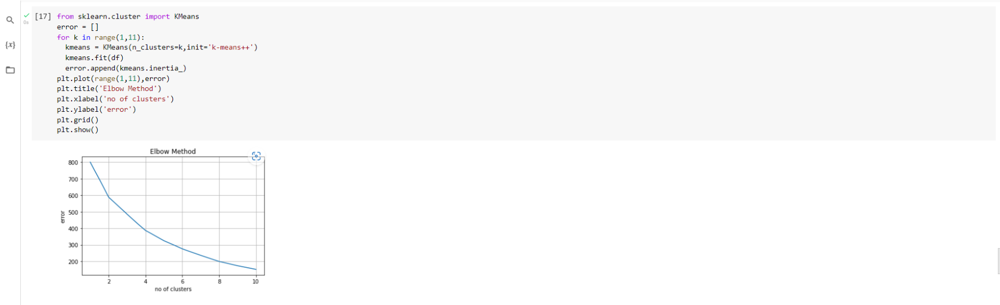 [17] from sklearn.cluster import KMeans
0s
error = []
for k in range(1,11):
{x}
kmeans = KMeans(n_clusters=k,init='k-means++')
kmeans.fit(df)
error.append(kmeans.inertia_)
plt.plot(range(1,11),error)
plt.title('Elbow Method')
plt.xlabel('no of clusters')
plt.ylabel('error')
plt.grid()
plt.show()
Elbow Method
800
700
600
500
400
300
200
error
2 4 6 8 10
no of clusters